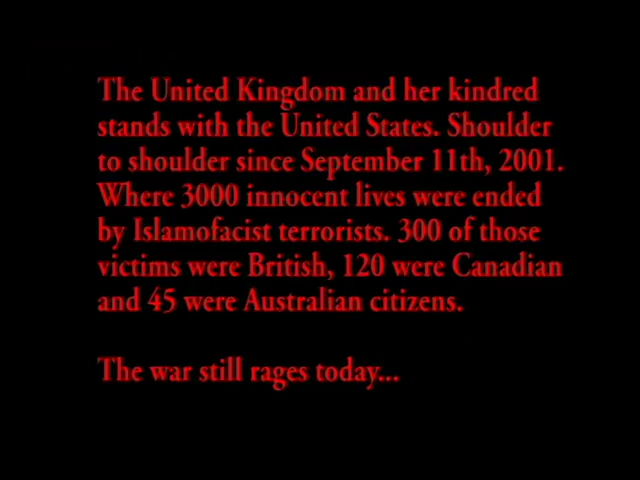 The United Kingdom and her kindred
stands with the United States. Shoulder
to shoulder since September 11th, 2001.
Where 3000 innocent lives were ended
by Islamofacist terrorists. 300 of those
victims were British, 120 were Canadian
and 45 were Australian citizens.
The war still rages today...